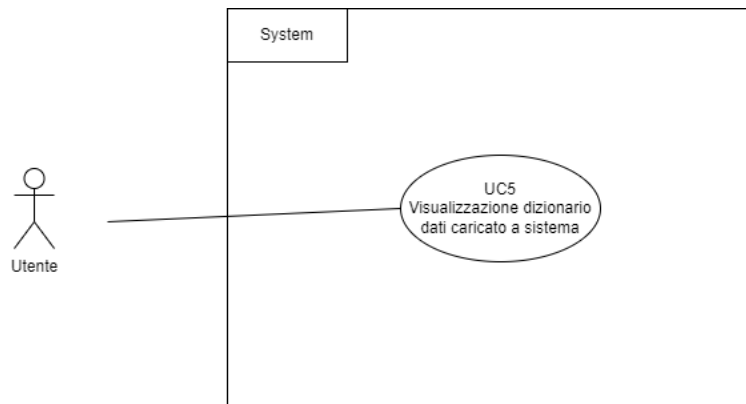 System
UC5
Visualizzazione dizionario
dati caricato a sistema
Utente